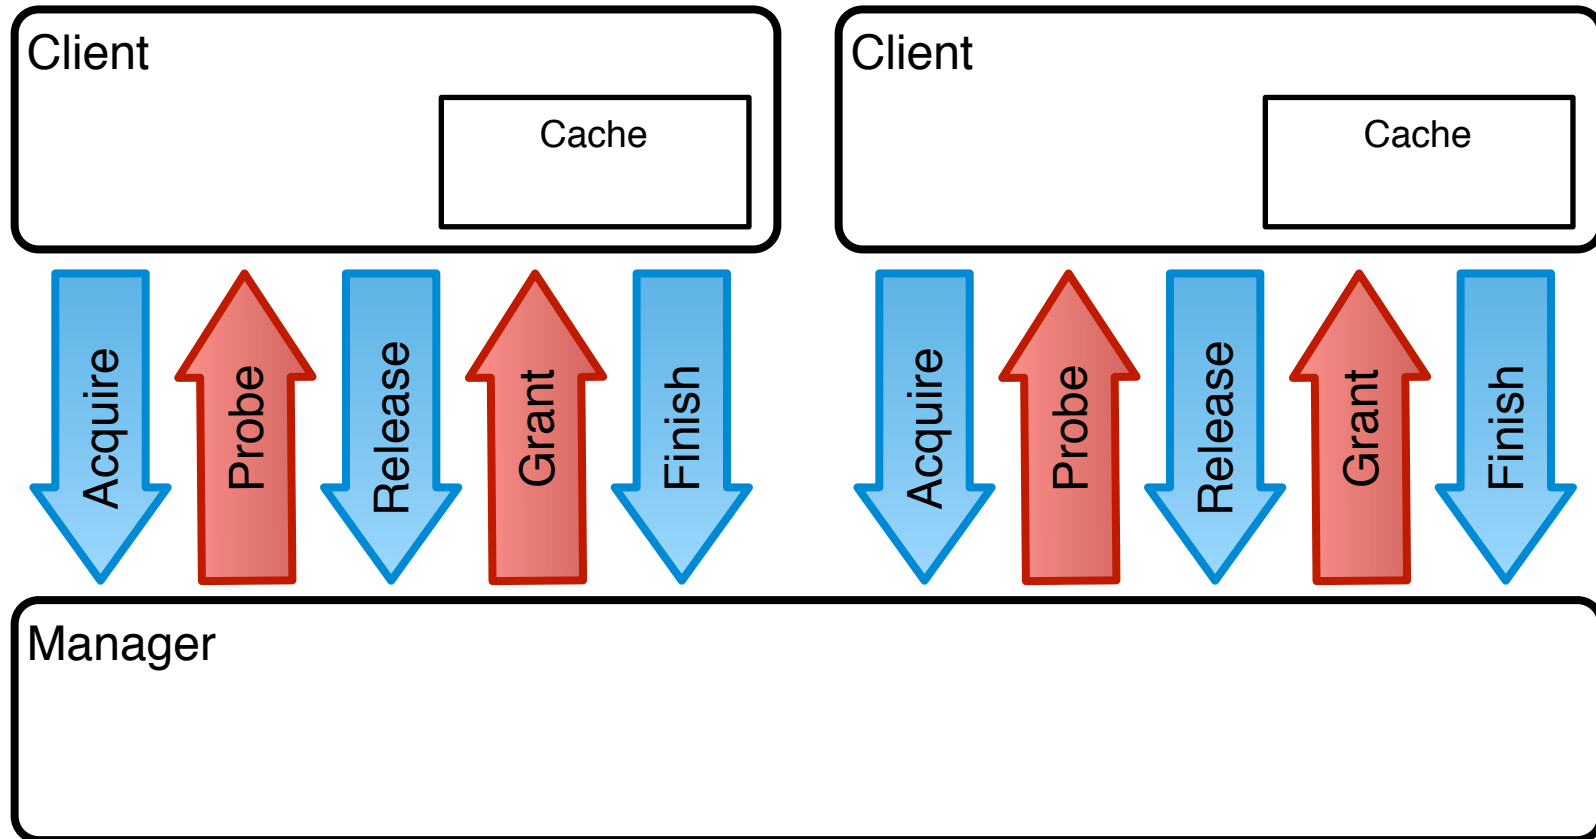 Client
Cache
Acquire
Probe
Release
Grant
Finish
Client
Cache
Acquire
Probe
Release
Grant
Finish
Manager